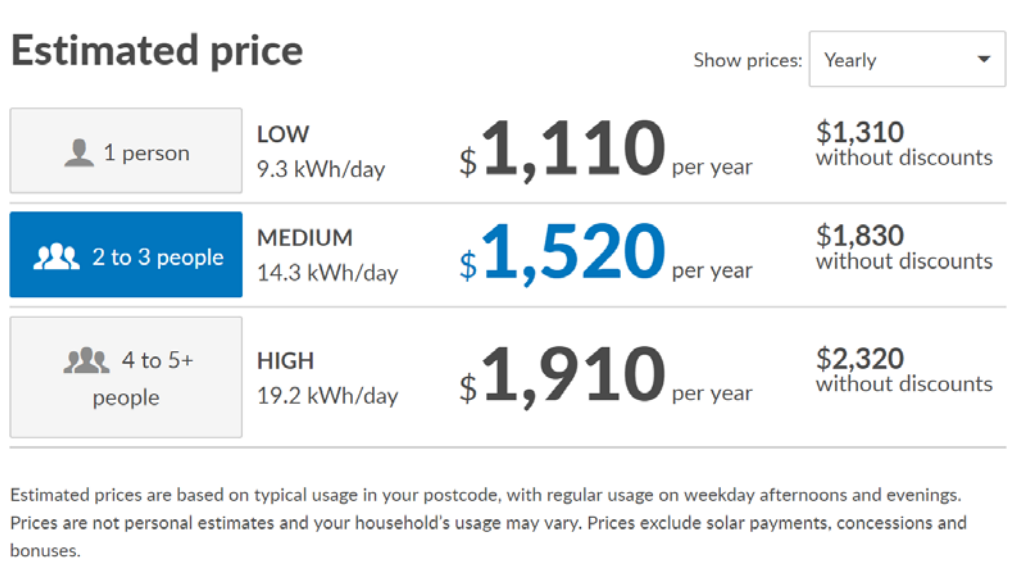 Estimated price
Show prices: Yearly
1 person
LOW
9.3 kWh/day
$1,110 per year
$1,310
without discounts
2 to 3 people
MEDIUM
14.3 kWh/day
$1,520 per year
$1,830
without discounts
4 to 5+
people
HIGH
19.2 kWh/day
$1,910 per year
$2,320
without discounts
Estimated prices are based on typical usage in your postcode, with regular usage on weekday afternoons and evenings.
Prices are not personal estimates and your household's usage may vary. Prices exclude solar payments, concessions and
bonuses.